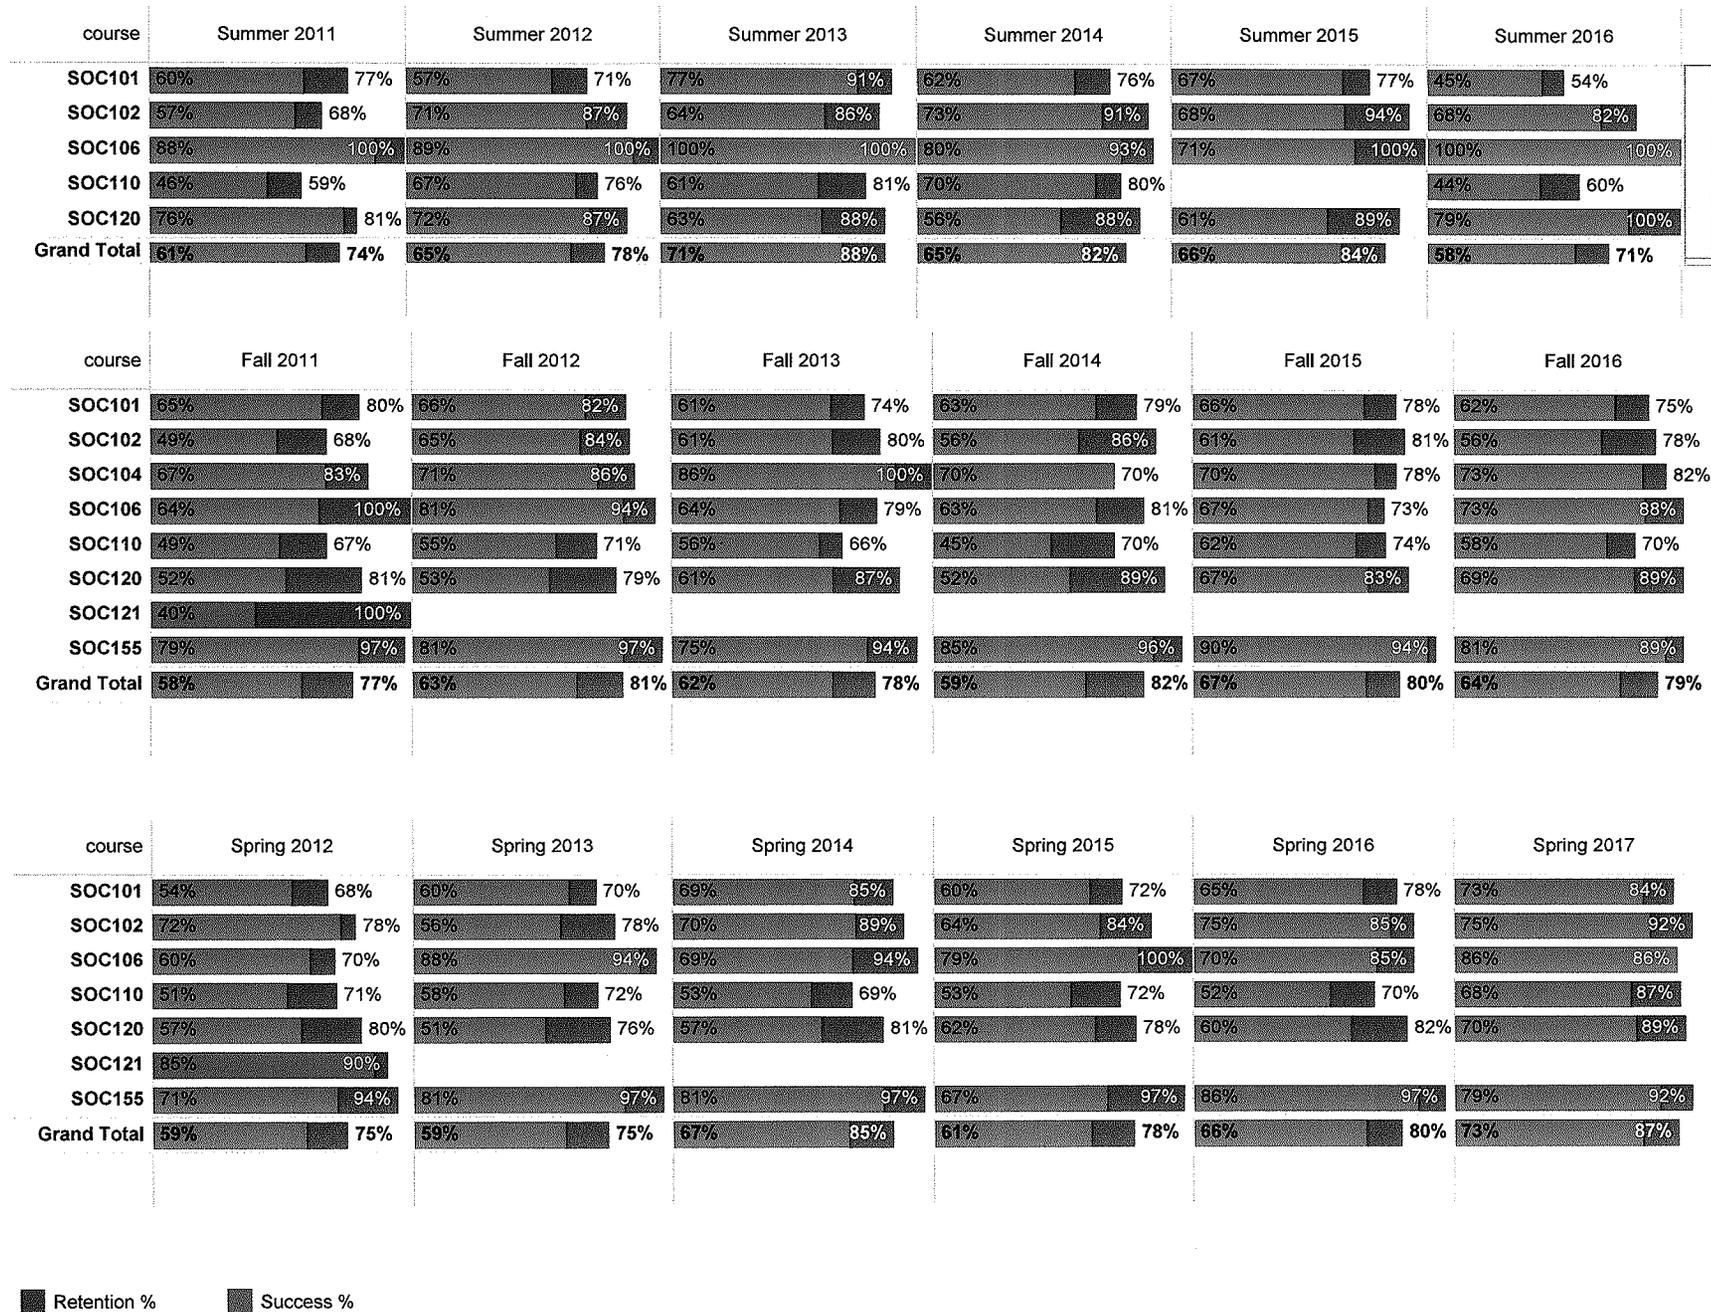 course Summer 2011 Summer 2012 Summer 2013 Summer 2014 Summer 2015 Summer 2016
SOC101 60% 77% 57% 71% 77% 91% 62% 76% 67% 77% 45% 54%
SOC102 57% 68% 71% 87% 64% 86% 73% 91% 68% 94% 68% 82%
SOC106 88% 100% 89% 100% 100% 100% 80% 93% 71% 100% 100% 100%
SOC110 46% 59% 67% 76% 61% 81% 70% 80% 44% 60%
SOC120 76% 81% 72% 87% 63% 88% 56% 88% 61% 89% 79% 100%
Grand Total 61% 74% 65% 78% 71% 88% 65% 82% 66% 84% 58% 71%
course Fall 2011 Fall 2012 Fall 2013 Fall 2014 Fall 2015 Fall 2016
SOC101 65% 80% 66% 82% 61% 74% 63% 79% 66% 78% 62% 75%
SOC102 49% 68% 65% 84% 61% 80% 56% 86% 61% 81% 56% 78%
SOC104 67% 83% 71% 86% 86% 100% 70% 70% 70% 78% 73% 82%
SOC106 64% 100% 81% 94% 64% 79% 63% 81% 67% 73% 73% 88%
SOC110 49% 67% 55% 71% 56% 66% 45% 70% 62% 74% 58% 70%
SOC120 52% 81% 53% 79% 61% 87% 52% 89% 67% 83% 69% 89%
SOC121 40% 100%
SOC155 79% 97% 81% 97% 75% 94% 85% 96% 90% 94% 81% 89%
Grand Total 58% 77% 63% 81% 62% 78% 59% 82% 67% 80% 64% 79%
course Spring 2012 Spring 2013 Spring 2014 Spring 2015 Spring 2016 Spring 2017
SOC101 54% 68% 60% 70% 69% 85% 60% 72% 65% 78% 73% 84%
SOC102 72% 78% 56% 78% 70% 89% 64% 84% 75% 85% 75% 92%
SOC106 60% 70% 88% 94% 69% 94% 79% 100% 70% 85% 86% 86%
SOC110 51% 71% 58% 72% 53% 69% 53% 72% 52% 70% 68% 87%
SOC120 57% 80% 51% 76% 57% 81% 62% 78% 60% 82% 70% 89%
SOC121 85% 90%
SOC155 71% 94% 81% 97% 81% 97% 67% 97% 86% 97% 79% 92%
Grand Total 59% 75% 59% 75% 67% 85% 61% 78% 66% 80% 73% 87%
Retention % Success %